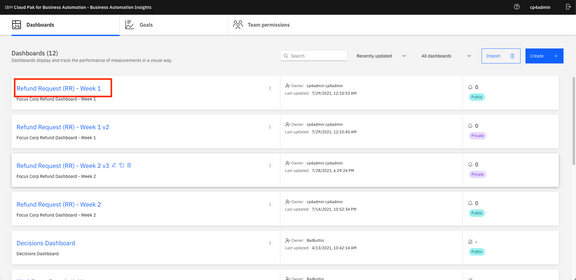 IBM Cloud Pak for Business Automation - Business Automation Insights
cp4admin
Dashboards
Goals
Team permissions
Dashboards (12)
Dashboards display and track the performance of measurements in a visual way.
Search
Recently updated
All dashboards
Import
Create +
Refund Request (RR) - Week 1
Focus Corp Refund Dashboard - Week 1
Owner: cp4admin cp4admin
Last updated: 7/29/2021, 12:10:53 AM
0
Public
Refund Request (RR) - Week 1 v2
Focus Corp Refund Dashboard - Week 1
Owner: cp4admin cp4admin
Last updated: 7/29/2021, 12:10:45 AM
0
Private
Refund Request (RR) - Week 2 v3
Focus Corp Refund Dashboard - Week 2
Owner: cp4admin cp4admin
Last updated: 7/28/2021, 6:29:24 PM
0
Private
Refund Request (RR) - Week 2
Focus Corp Refund Dashboard - Week 2
Owner: cp4admin cp4admin
Last updated: 7/14/2021, 10:52:34 PM
0
Public
Decisions Dashboard
Decisions Dashboard
Owner: BaiBuiltin
Last updated: 4/13/2021, 10:42:14 AM
-
Public
Owner: BaiBuiltin